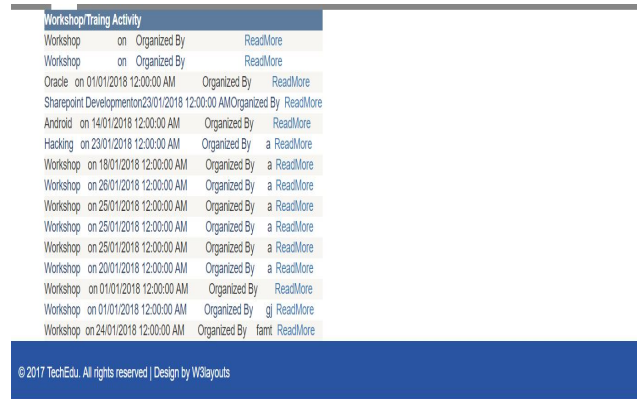 Workshop/Traing Activity
Workshop on Organized By ReadMore
Workshop on Organized By ReadMore
Oracle on 01/01/2018 12:00:00 AM Organized By ReadMore
Sharepoint Developmenton23/01/2018 12:00:00 AMOrganized By ReadMore
Android on 14/01/2018 12:00:00 AM Organized By ReadMore
Hacking on 23/01/2018 12:00:00 AM Organized By a ReadMore
Workshop on 18/01/2018 12:00:00 AM Organized By a ReadMore
Workshop on 26/01/2018 12:00:00 AM Organized By a ReadMore
Workshop on 25/01/2018 12:00:00 AM Organized By a ReadMore
Workshop on 25/01/2018 12:00:00 AM Organized By a ReadMore
Workshop on 25/01/2018 12:00:00 AM Organized By a ReadMore
Workshop on 20/01/2018 12:00:00 AM Organized By a ReadMore
Workshop on 01/01/2018 12:00:00 AM Organized By ReadMore
Workshop on 01/01/2018 12:00:00 AM Organized By gj ReadMore
Workshop on 24/01/2018 12:00:00 AM Organized By famt ReadMore
© 2017 TechEdu. All rights reserved | Design by W3layouts